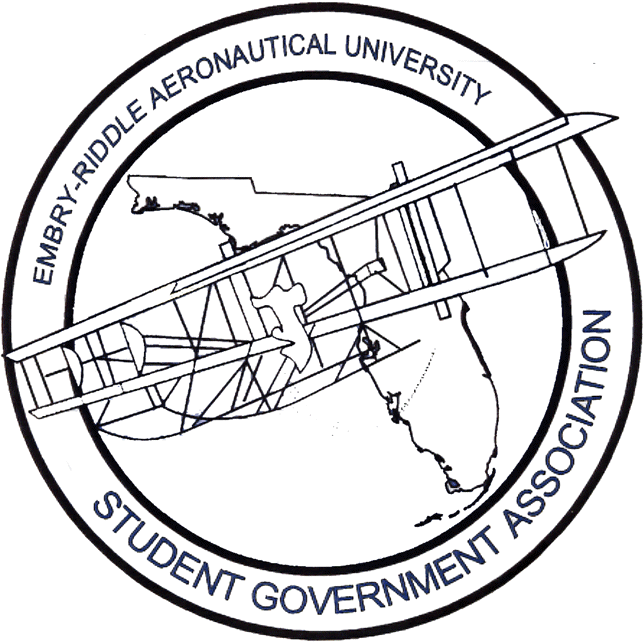 EMBRY-RIDDLE AERONAUTICAL UNIVERSITY
STUDENT GOVERNMENT ASSOCIATION